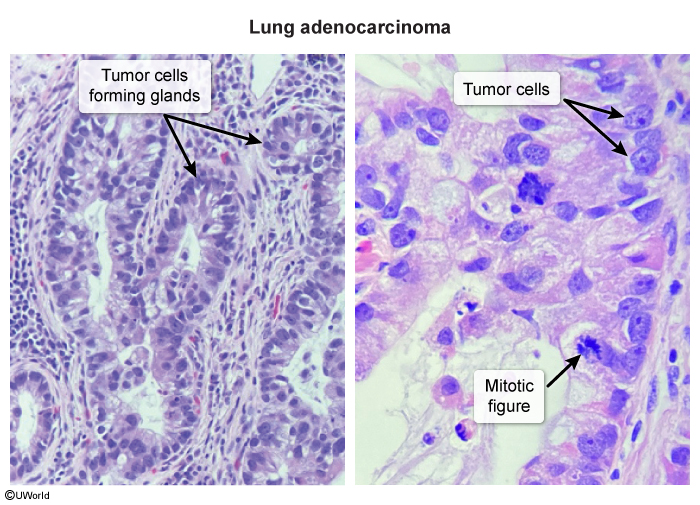 Lung adenocarcinoma
Tumor cells
forming glands
Tumor cells
Mitotic
figure
©UWorld